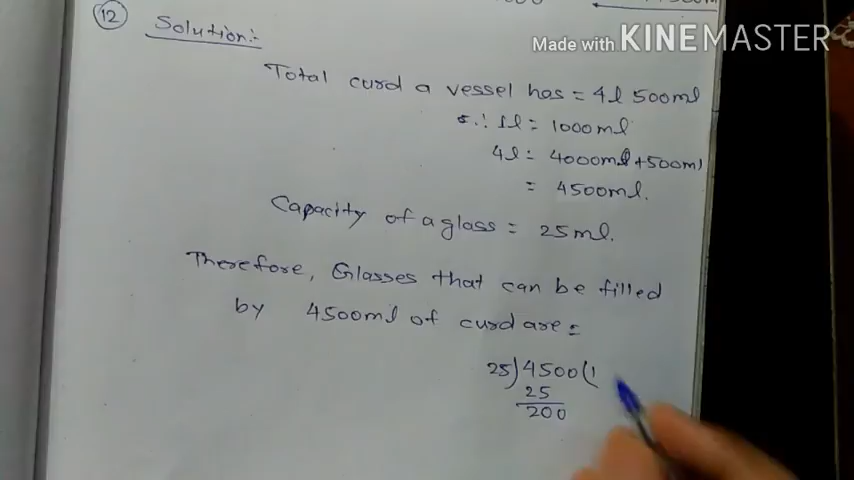 Made with KINEMASTER
12 Solution:-
Total curd a vessel has = 4l 500ml
∴ 1l = 1000ml
4l = 4000ml + 500ml
= 4500ml.
Capacity of a glass = 25ml.
Therefore, Glasses that can be filled
by 4500ml of curd are =
25)4500(1
25
200